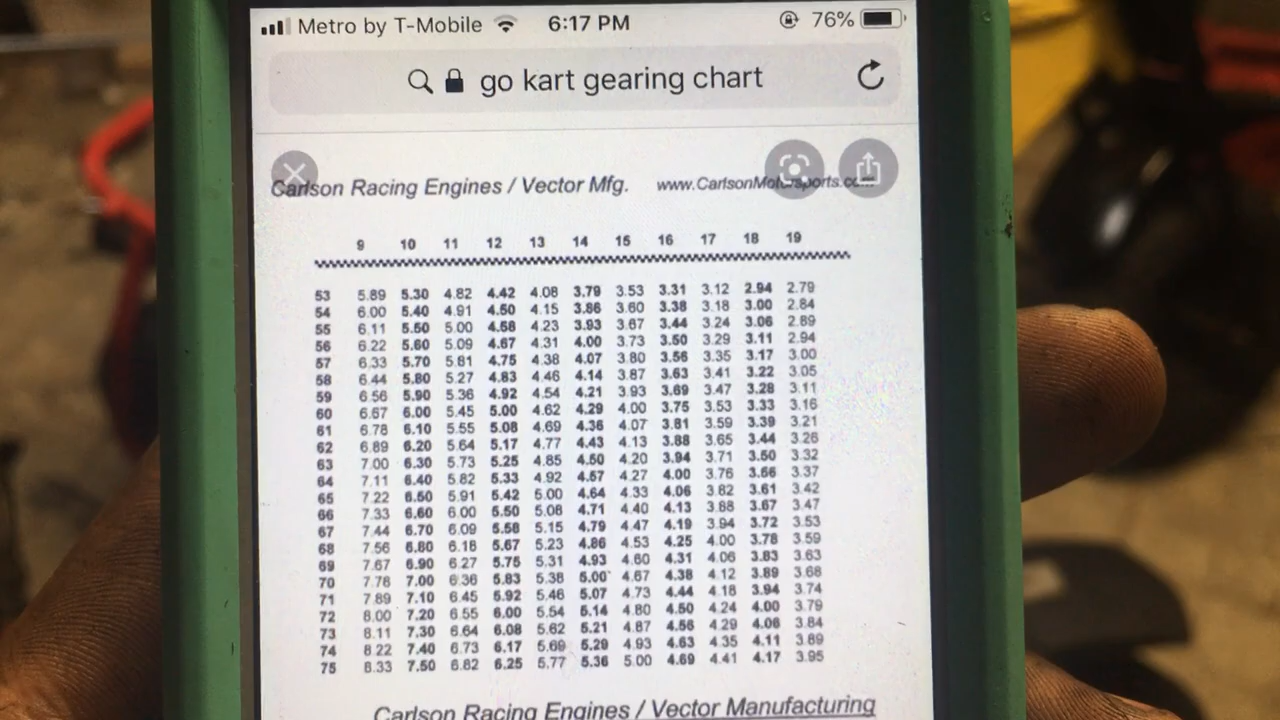 Metro by T-Mobile 6:17 PM 76%
go kart gearing chart
Carlson Racing Engines / Vector Mfg. www.CarlsonMotorsports.com
9 10 11 12 13 14 15 16 17 18 19
53 5.89 5.30 4.82 4.42 4.08 3.79 3.53 3.31 3.12 2.94 2.79
54 6.00 5.40 4.91 4.50 4.15 3.86 3.60 3.38 3.18 3.00 2.84
55 6.11 5.50 5.00 4.58 4.23 3.93 3.67 3.44 3.24 3.06 2.89
56 6.22 5.60 5.09 4.67 4.31 4.00 3.73 3.50 3.29 3.11 2.94
57 6.33 5.70 5.81 4.75 4.38 4.07 3.80 3.56 3.35 3.17 3.00
58 6.44 5.80 5.27 4.83 4.46 4.14 3.87 3.63 3.41 3.22 3.05
59 6.56 5.90 5.36 4.92 4.54 4.21 3.93 3.69 3.47 3.28 3.11
60 6.67 6.00 5.45 5.00 4.62 4.29 4.00 3.75 3.53 3.33 3.16
61 6.78 6.10 5.55 5.08 4.69 4.36 4.07 3.81 3.59 3.39 3.21
62 6.89 6.20 5.64 5.17 4.77 4.43 4.13 3.88 3.65 3.44 3.26
63 7.00 6.30 5.73 5.25 4.85 4.50 4.20 3.94 3.71 3.50 3.32
64 7.11 6.40 5.82 5.33 4.92 4.57 4.27 4.00 3.76 3.56 3.37
65 7.22 6.50 5.91 5.42 5.00 4.64 4.33 4.06 3.82 3.61 3.42
66 7.33 6.60 6.00 5.50 5.08 4.71 4.40 4.13 3.88 3.67 3.47
67 7.44 6.70 6.09 5.58 5.15 4.79 4.47 4.19 3.94 3.72 3.53
68 7.56 6.80 6.18 5.67 5.23 4.86 4.53 4.25 4.00 3.78 3.59
69 7.67 6.90 6.27 5.75 5.31 4.93 4.60 4.31 4.06 3.83 3.63
70 7.78 7.00 6.36 5.83 5.38 5.00 4.67 4.38 4.12 3.89 3.68
71 7.89 7.10 6.45 5.92 5.46 5.07 4.73 4.44 4.18 3.94 3.74
72 8.00 7.20 6.55 6.00 5.54 5.14 4.80 4.50 4.24 4.00 3.79
73 8.11 7.30 6.64 6.08 5.62 5.21 4.87 4.56 4.29 4.06 3.84
74 8.22 7.40 6.73 6.17 5.69 5.29 4.93 4.63 4.35 4.11 3.89
75 8.33 7.50 6.82 6.25 5.77 5.36 5.00 4.69 4.41 4.17 3.95
Carlson Racing Engines / Vector Manufacturing